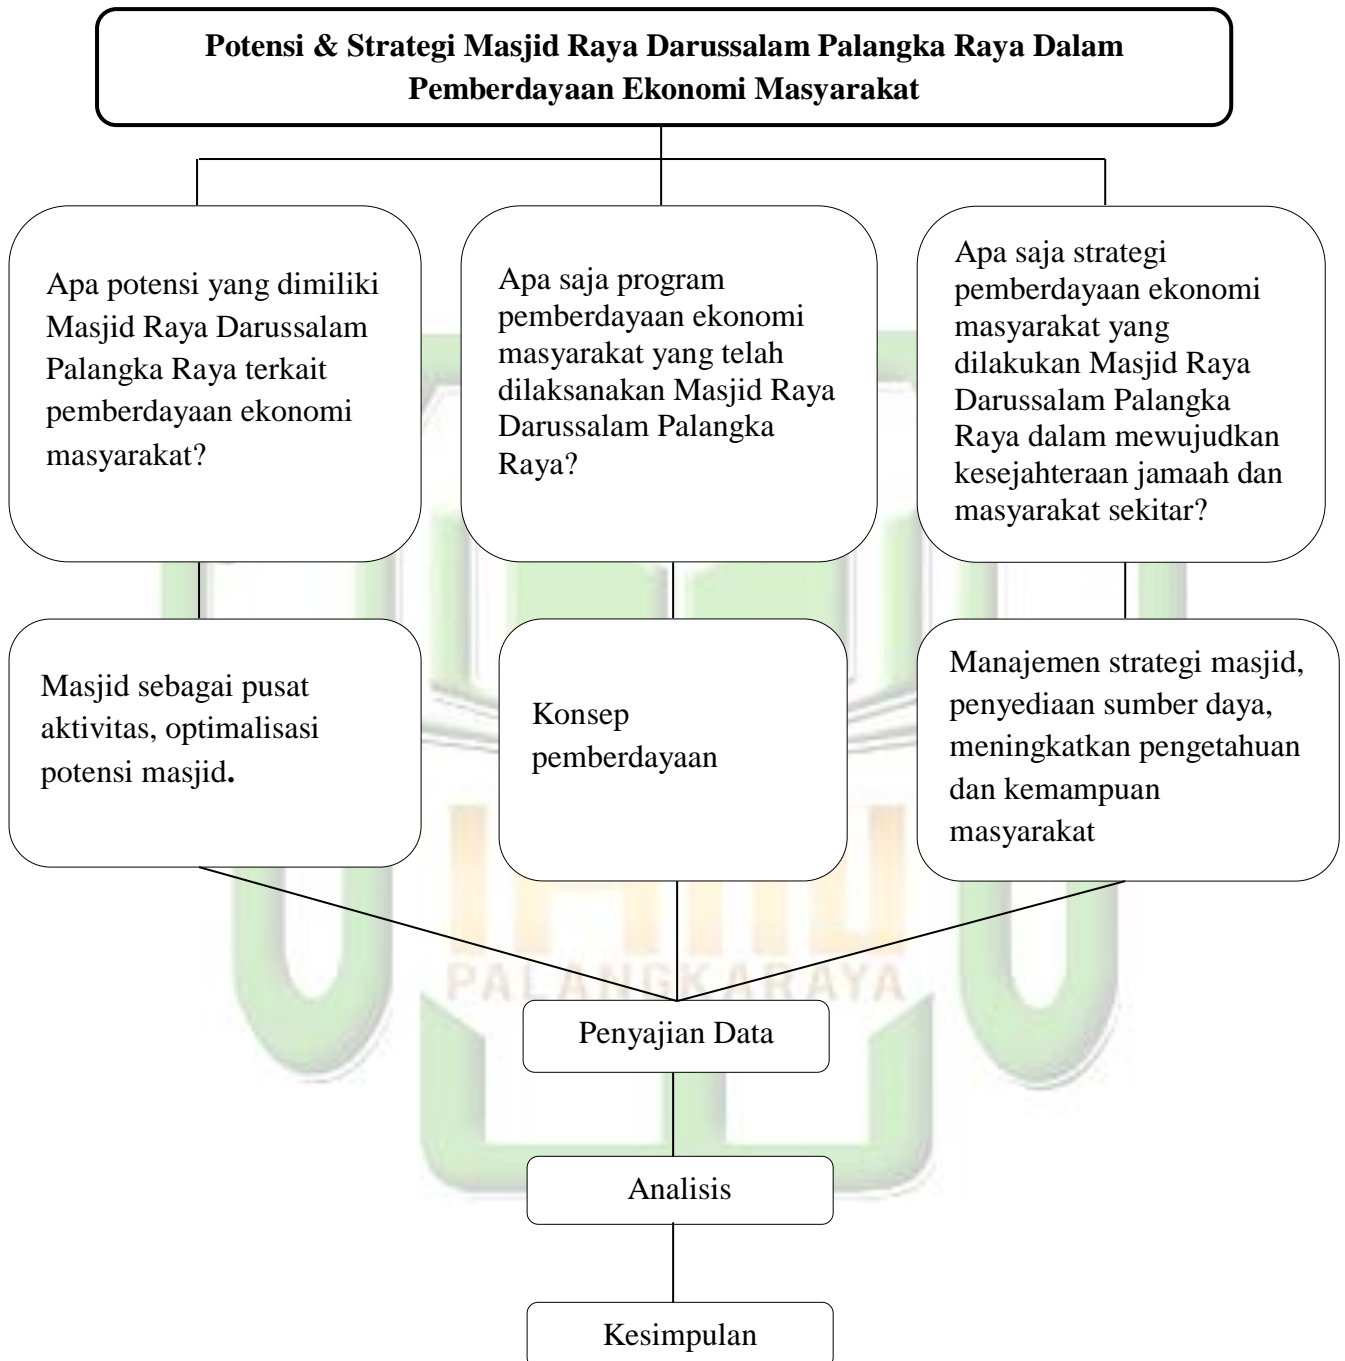 Potensi & Strategi Masjid Raya Darussalam Palangka Raya Dalam
Pemberdayaan Ekonomi Masyarakat
Apa potensi yang dimiliki
Masjid Raya Darussalam
Palangka Raya terkait
pemberdayaan ekonomi
masyarakat?
Apa saja program
pemberdayaan ekonomi
masyarakat yang telah
dilaksanakan Masjid Raya
Darussalam Palangka
Raya?
Apa saja strategi
pemberdayaan ekonomi
masyarakat yang
dilakukan Masjid Raya
Darussalam Palangka
Raya dalam mewujudkan
kesejahteraan jamaah dan
masyarakat sekitar?
Masjid sebagai pusat
aktivitas, optimalisasi
potensi masjid.
Konsep
pemberdayaan
Manajemen strategi masjid,
penyediaan sumber daya,
meningkatkan pengetahuan
dan kemampuan
masyarakat
IAIN
PALANGKARAYA
Penyajian Data
Analisis
Kesimpulan